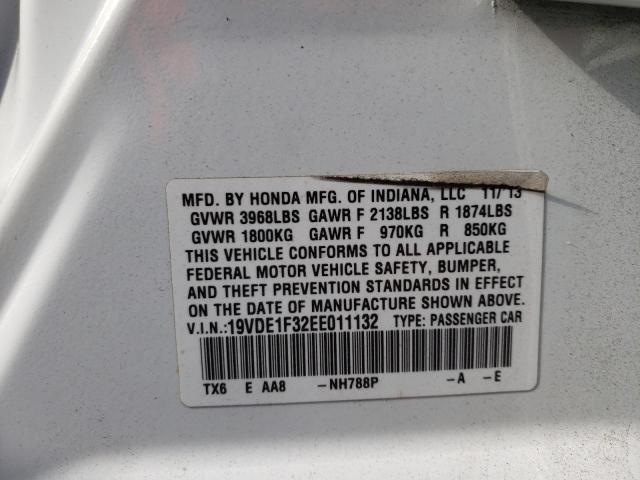 MFD. BY HONDA MFG. OF INDIANA, LLC 11/13
GVWR 3968LBS GAWR F 2138LBS R 1874LBS
GVWR 1800KG GAWR F 970KG R 850KG
THIS VEHICLE CONFORMS TO ALL APPLICABLE
FEDERAL MOTOR VEHICLE SAFETY, BUMPER,
AND THEFT PREVENTION STANDARDS IN EFFECT
ON THE DATE OF MANUFACTURE SHOWN ABOVE.
V.I.N.:19VDE1F32EE011132 TYPE: PASSENGER CAR
TX6 E AA8 -NH788P -A -E